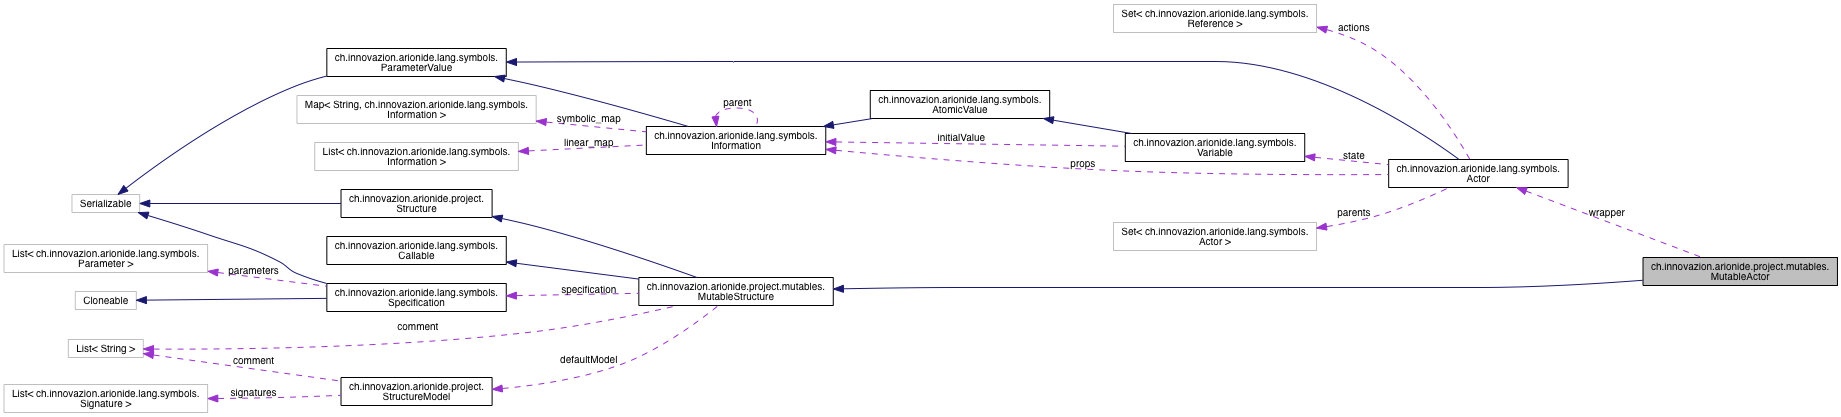 Set< ch.innovazion.arionide.lang.symbols.
Reference >
actions
ch.innovazion.arionide.lang.symbols.
ParameterValue
Map< String, ch.innovazion.arionide.lang.symbols.
Information >
symbolic_map
parent
ch.innovazion.arionide.lang.symbols.
AtomicValue
List< ch.innovazion.arionide.lang.symbols.
Information >
linear_map
ch.innovazion.arionide.lang.symbols.
Information
initialValue
ch.innovazion.arionide.lang.symbols.
Variable
state
props
ch.innovazion.arionide.lang.symbols.
Actor
Serializable
ch.innovazion.arionide.project.
Structure
parents
wrapper
Set< ch.innovazion.arionide.lang.symbols.
Actor >
ch.innovazion.arionide.lang.symbols.
Callable
List< ch.innovazion.arionide.lang.symbols.
Parameter >
parameters
ch.innovazion.arionide.project.mutables.
MutableActor
Cloneable
ch.innovazion.arionide.lang.symbols.
Specification
specification
ch.innovazion.arionide.project.mutables.
MutableStructure
comment
List< String >
comment
defaultModel
List< ch.innovazion.arionide.lang.symbols.
Signature >
signatures
ch.innovazion.arionide.project.
StructureModel